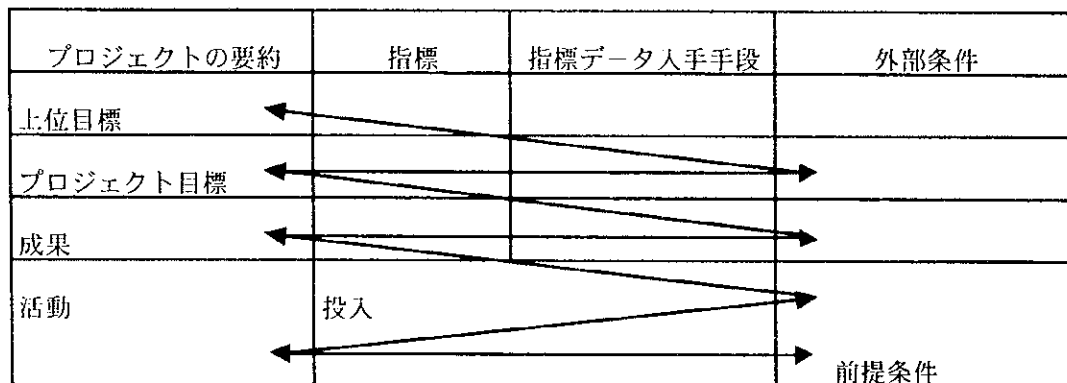 プロジェクトの要約 指標 指標データ入手手段 外部条件
上位目標
プロジェクト目標
成果
活動 投入
前提条件